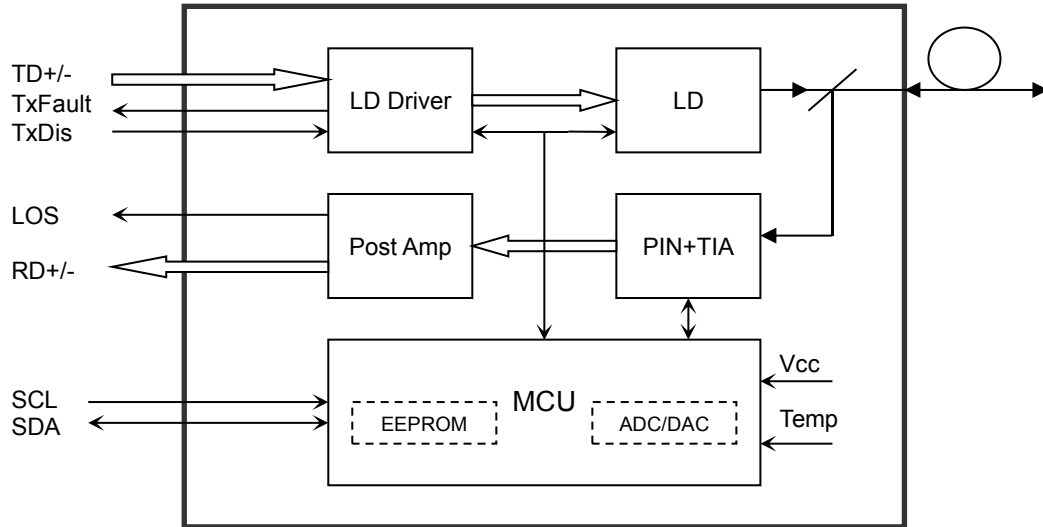 TD+/-
TxFault
TxDis
LD Driver
LD
LOS
RD+/-
Post Amp
PIN+TIA
SCL
SDA
MCU
EEPROM
ADC/DAC
Vcc
Temp